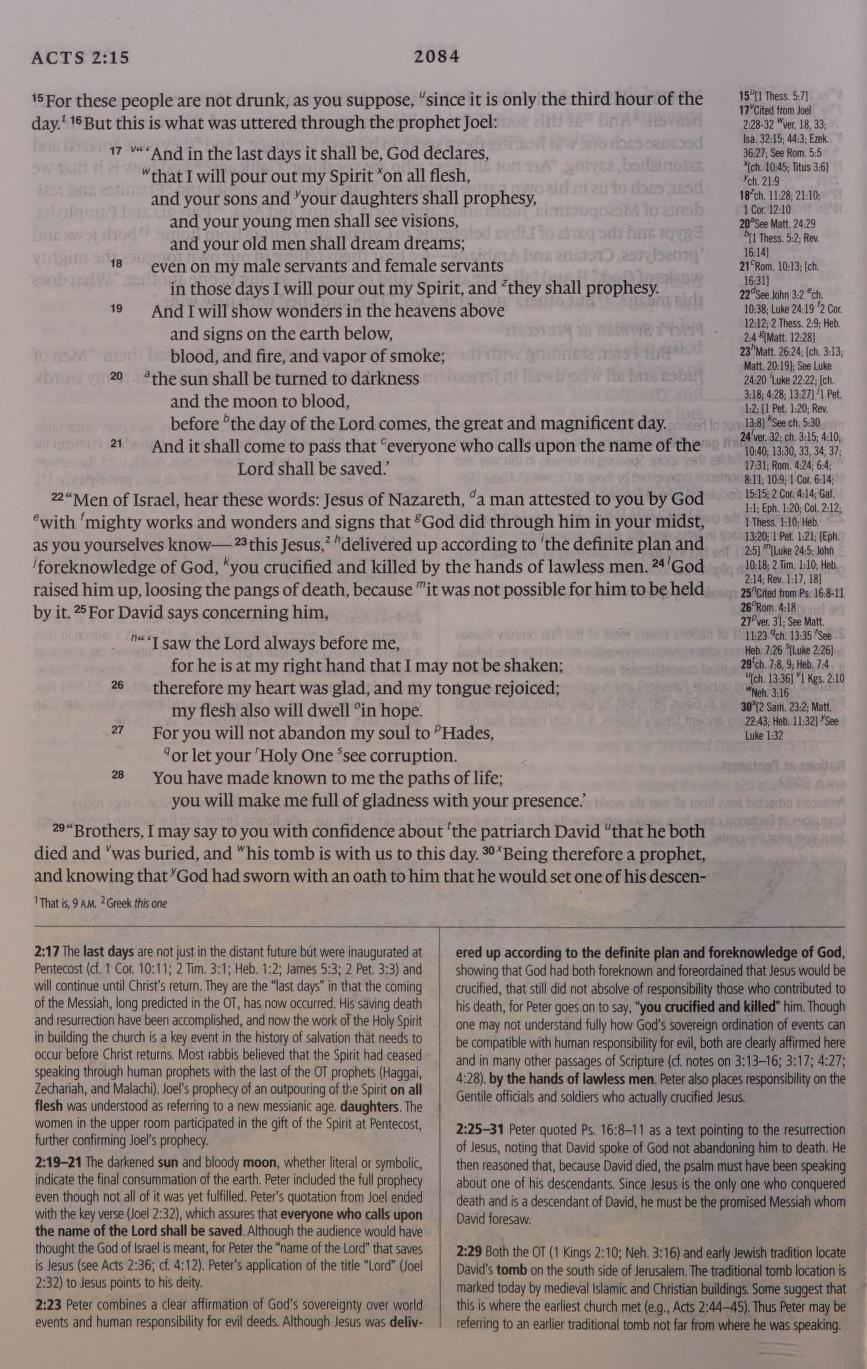 ACTS 2:15
2084
15 For these people are not drunk, as you suppose, ᵘsince it is only the third hour of the
day.¹ 16 But this is what was uttered through the prophet Joel:
17 ᵛ“‘And in the last days it shall be, God declares,
ʷthat I will pour out my Spirit ˣon all flesh,
and your sons and ʸyour daughters shall prophesy,
and your young men shall see visions,
and your old men shall dream dreams;
18 even on my male servants and female servants
in those days I will pour out my Spirit, and ᶻthey shall prophesy.
19 And I will show wonders in the heavens above
and signs on the earth below,
blood, and fire, and vapor of smoke;
20 ᵃthe sun shall be turned to darkness
and the moon to blood,
before ᵇthe day of the Lord comes, the great and magnificent day.
21 And it shall come to pass that ᶜeveryone who calls upon the name of the
Lord shall be saved.’
22 “Men of Israel, hear these words: Jesus of Nazareth, ᵈa man attested to you by God
ᵉwith ᶠmighty works and wonders and signs that ᵍGod did through him in your midst,
as you yourselves know— 23 this Jesus,² ʰdelivered up according to ⁱthe definite plan and
ʲforeknowledge of God, ᵏyou crucified and killed by the hands of lawless men. 24 ˡGod
raised him up, loosing the pangs of death, because ᵐit was not possible for him to be held
by it. 25 For David says concerning him,
ⁿ“‘I saw the Lord always before me,
for he is at my right hand that I may not be shaken;
26 therefore my heart was glad, and my tongue rejoiced;
my flesh also will dwell ᵒin hope.
27 For you will not abandon my soul to ᵖHades,
qor let your ʳHoly One ˢsee corruption.
28 You have made known to me the paths of life;
you will make me full of gladness with your presence.’
29 “Brothers, I may say to you with confidence about ᵗthe patriarch David ᵘthat he both
died and ᵛwas buried, and ʷhis tomb is with us to this day. 30 ˣBeing therefore a prophet,
and knowing that ʸGod had sworn with an oath to him that he would set one of his descen-
¹ That is, 9 A.M. ² Greek this one
15 ᵘ[1 Thess. 5:7]
17 ᵛCited from Joel
2:28-32 ʷver. 18, 33;
Isa. 32:15; 44:3; Ezek.
36:27; See Rom. 5:5
ˣ[ch. 10:45; Titus 3:6]
ʸch. 21:9
18 ᶻch. 11:28; 21:10;
1 Cor. 12:10
20 ᵃSee Matt. 24:29
ᵇ[1 Thess. 5:2; Rev.
16:14]
21 ᶜRom. 10:13; [ch.
16:31]
22 ᵈSee John 3:2 ᵉch.
10:38; Luke 24:19 ᶠ2 Cor.
12:12; 2 Thess. 2:9; Heb.
2:4 ᵍ[Matt. 12:28]
23 ʰMatt. 26:24; [ch. 3:13;
Matt. 20:19]; See Luke
24:20 ⁱLuke 22:22; [ch.
3:18; 4:28; 13:27] ʲ1 Pet.
1:2; [1 Pet. 1:20; Rev.
13:8] ᵏSee ch. 5:30
24 ˡver. 32; ch. 3:15; 4:10;
10:40; 13:30, 33, 34, 37;
17:31; Rom. 4:24; 6:4;
8:11; 10:9; 1 Cor. 6:14;
15:15; 2 Cor. 4:14; Gal.
1:1; Eph. 1:20; Col. 2:12;
1 Thess. 1:10; Heb.
13:20; 1 Pet. 1:21; [Eph.
2:5] ᵐ[Luke 24:5; John
10:18; 2 Tim. 1:10; Heb.
2:14; Rev. 1:17, 18]
25 ⁿCited from Ps. 16:8-11
26 ᵒRom. 4:18
27 ᵖver. 31; See Matt.
11:23 qch. 13:35 ʳSee
Heb. 7:26 ˢ[Luke 2:26]
29 ᵗch. 7:8, 9; Heb. 7:4
ᵘ[ch. 13:36] ᵛ1 Kgs. 2:10
ʷNeh. 3:16
30 ˣ[2 Sam. 23:2; Matt.
22:43; Heb. 11:32] ʸSee
Luke 1:32
2:17 The last days are not just in the distant future but were inaugurated at
Pentecost (cf. 1 Cor. 10:11; 2 Tim. 3:1; Heb. 1:2; James 5:3; 2 Pet. 3:3) and
will continue until Christ's return. They are the “last days” in that the coming
of the Messiah, long predicted in the OT, has now occurred. His saving death
and resurrection have been accomplished, and now the work of the Holy Spirit
in building the church is a key event in the history of salvation that needs to
occur before Christ returns. Most rabbis believed that the Spirit had ceased
speaking through human prophets with the last of the OT prophets (Haggai,
Zechariah, and Malachi). Joel's prophecy of an outpouring of the Spirit on all
flesh was understood as referring to a new messianic age. daughters. The
women in the upper room participated in the gift of the Spirit at Pentecost,
further confirming Joel's prophecy.
2:19–21 The darkened sun and bloody moon, whether literal or symbolic,
indicate the final consummation of the earth. Peter included the full prophecy
even though not all of it was yet fulfilled. Peter's quotation from Joel ended
with the key verse (Joel 2:32), which assures that everyone who calls upon
the name of the Lord shall be saved. Although the audience would have
thought the God of Israel is meant, for Peter the “name of the Lord” that saves
is Jesus (see Acts 2:36; cf. 4:12). Peter's application of the title “Lord” (Joel
2:32) to Jesus points to his deity.
2:23 Peter combines a clear affirmation of God's sovereignty over world
events and human responsibility for evil deeds. Although Jesus was deliv-
ered up according to the definite plan and foreknowledge of God,
showing that God had both foreknown and foreordained that Jesus would be
crucified, that still did not absolve of responsibility those who contributed to
his death, for Peter goes on to say, “you crucified and killed” him. Though
one may not understand fully how God's sovereign ordination of events can
be compatible with human responsibility for evil, both are clearly affirmed here
and in many other passages of Scripture (cf. notes on 3:13–16; 3:17; 4:27;
4:28). by the hands of lawless men. Peter also places responsibility on the
Gentile officials and soldiers who actually crucified Jesus.
2:25–31 Peter quoted Ps. 16:8–11 as a text pointing to the resurrection
of Jesus, noting that David spoke of God not abandoning him to death. He
then reasoned that, because David died, the psalm must have been speaking
about one of his descendants. Since Jesus is the only one who conquered
death and is a descendant of David, he must be the promised Messiah whom
David foresaw.
2:29 Both the OT (1 Kings 2:10; Neh. 3:16) and early Jewish tradition locate
David's tomb on the south side of Jerusalem. The traditional tomb location is
marked today by medieval Islamic and Christian buildings. Some suggest that
this is where the earliest church met (e.g., Acts 2:44–45). Thus Peter may be
referring to an earlier traditional tomb not far from where he was speaking.